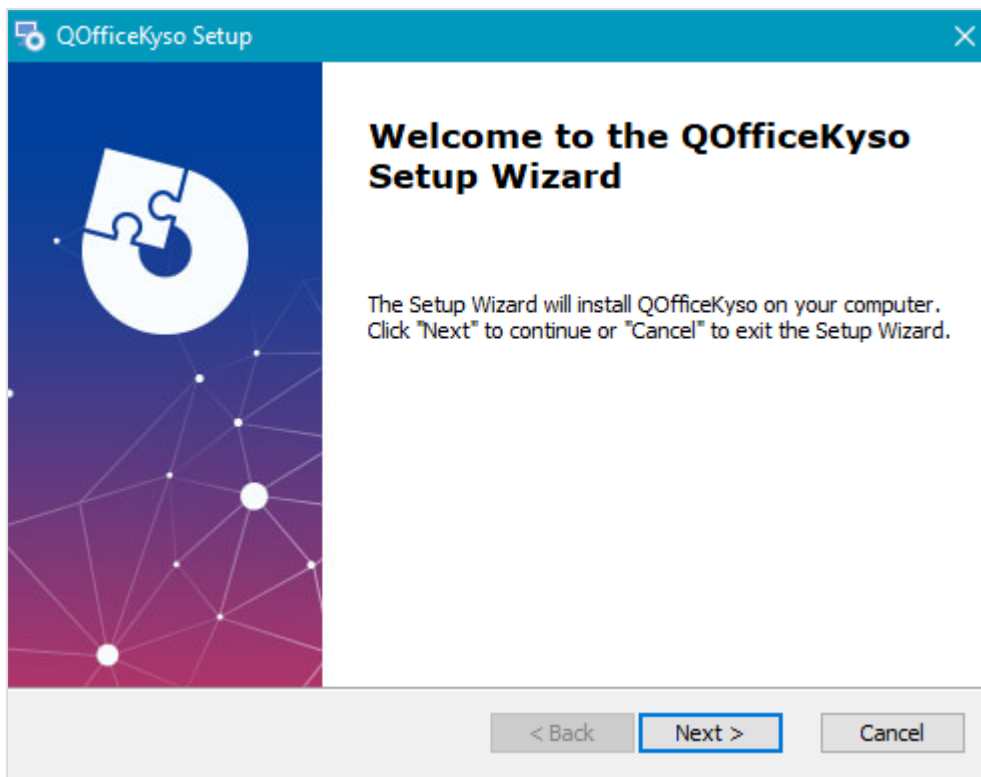 QOfficeKyso Setup
Welcome to the QOfficeKyso
Setup Wizard
The Setup Wizard will install QOfficeKyso on your computer.
Click "Next" to continue or "Cancel" to exit the Setup Wizard.
< Back
Next >
Cancel